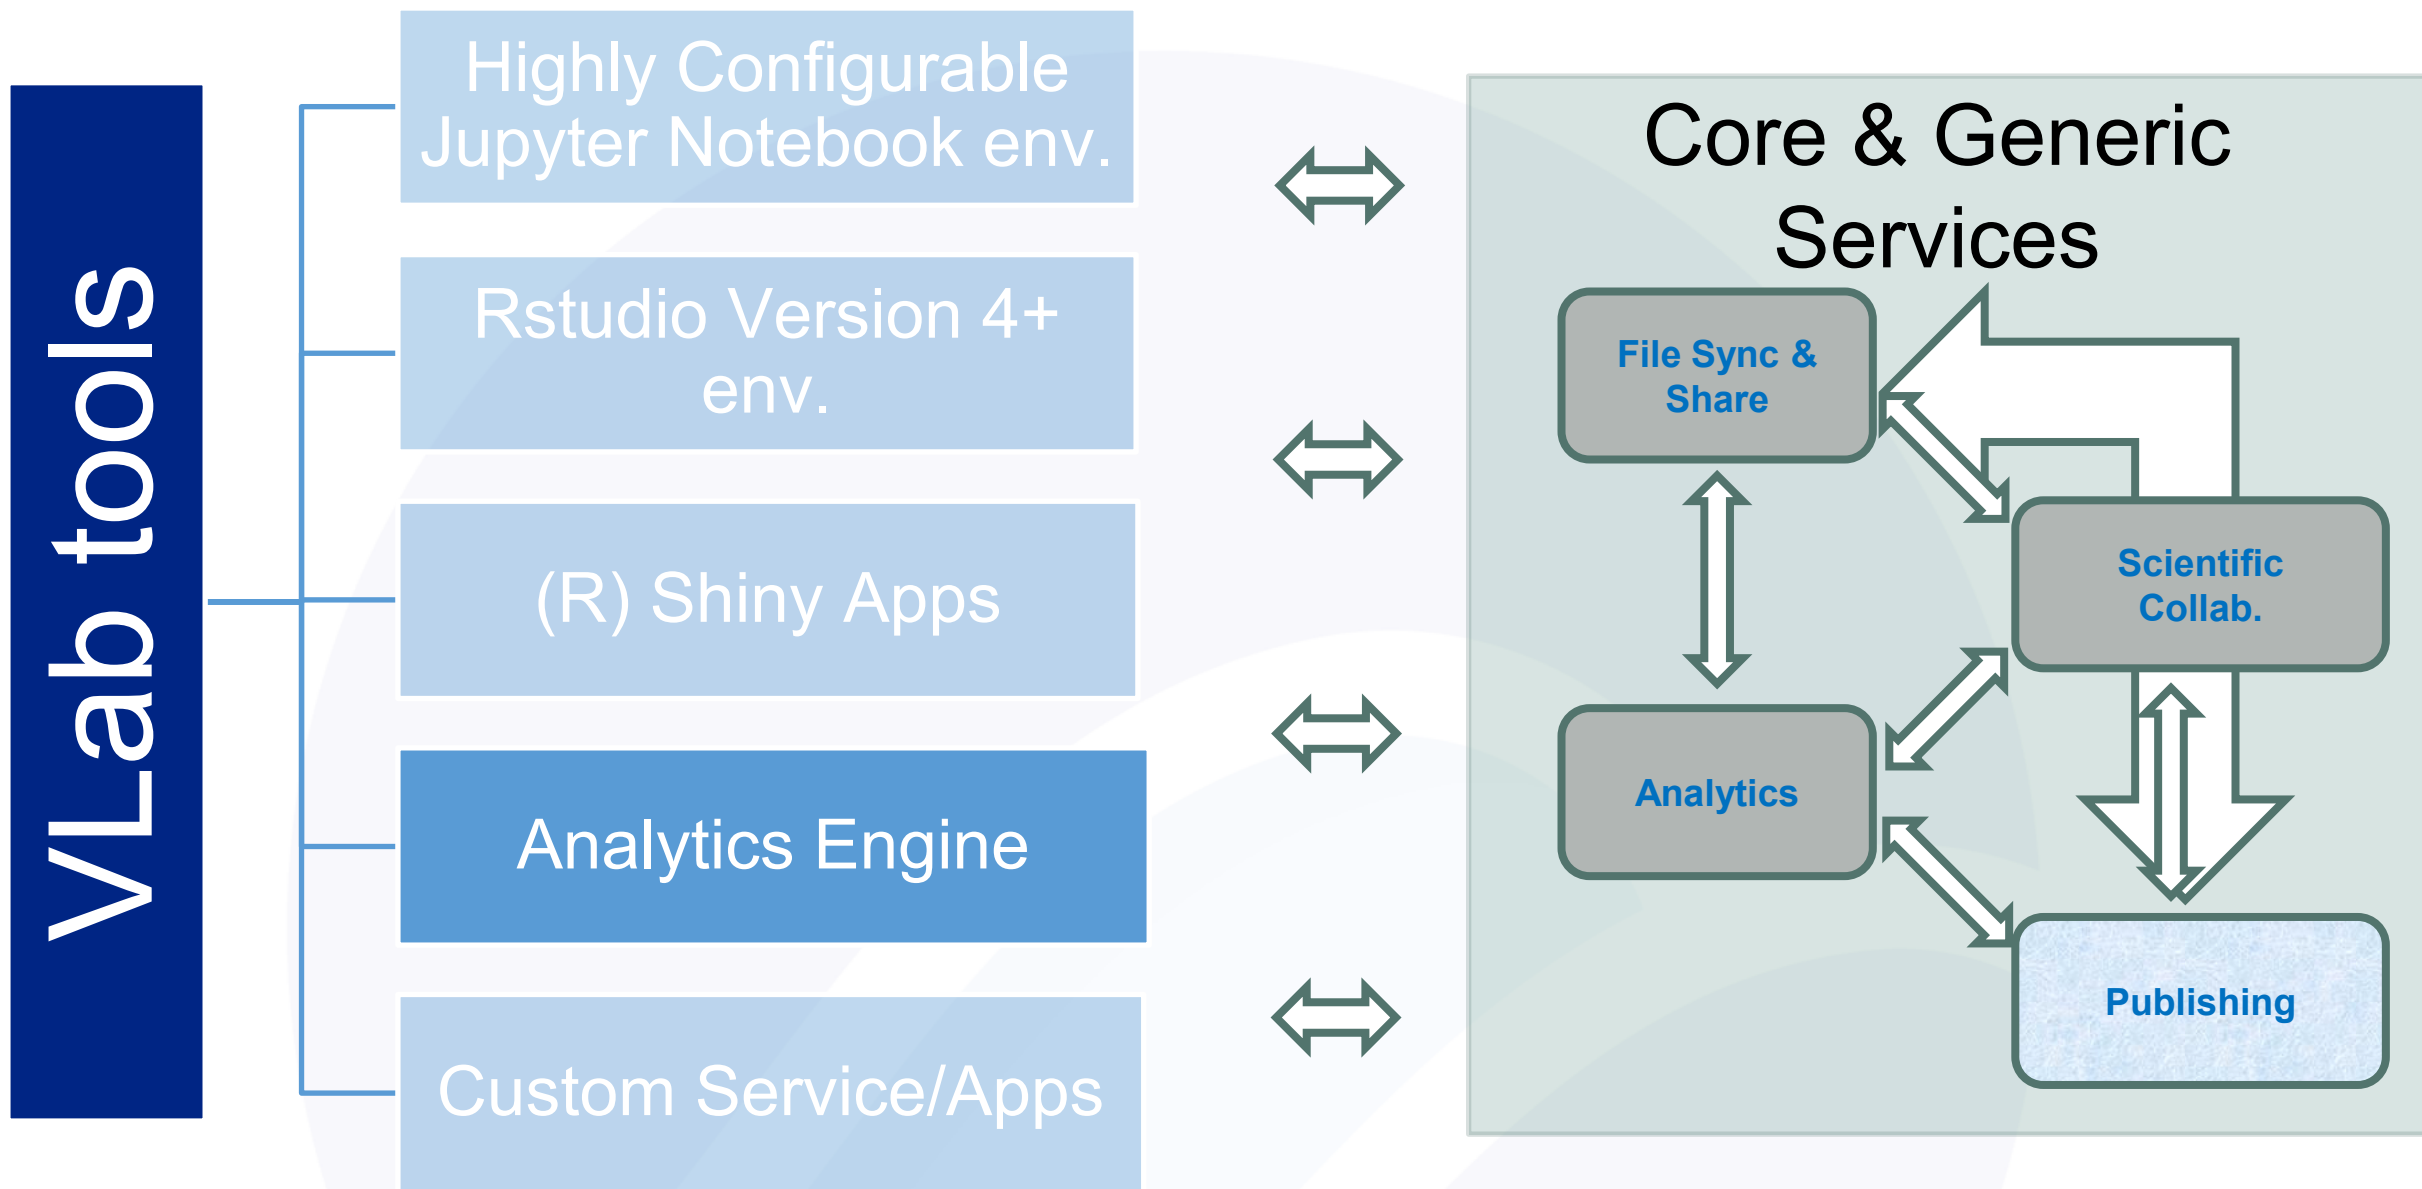 VLab tools
Highly Configurable
Jupyter Notebook env.
Rstudio Version 4+
env.
(R) Shiny Apps
Analytics Engine
Custom Service/Apps
Core & Generic
Services
File Sync &
Share
Scientific
Collab.
Analytics
Publishing